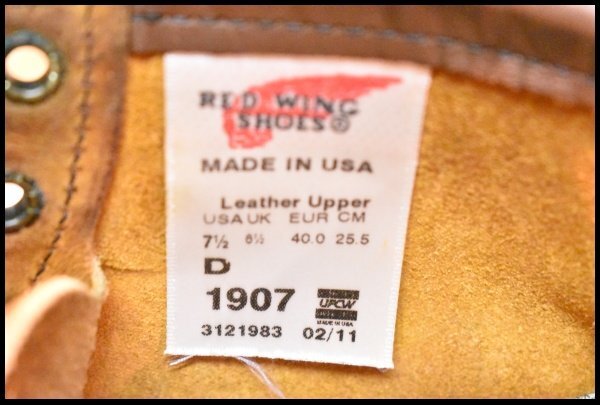 RED WING
SHOES®
MADE IN USA
Leather Upper
USA UK EUR CM
7½ 6½ 40.0 25.5
D
1907
UFCW
MADE IN USA
3121983 02/11